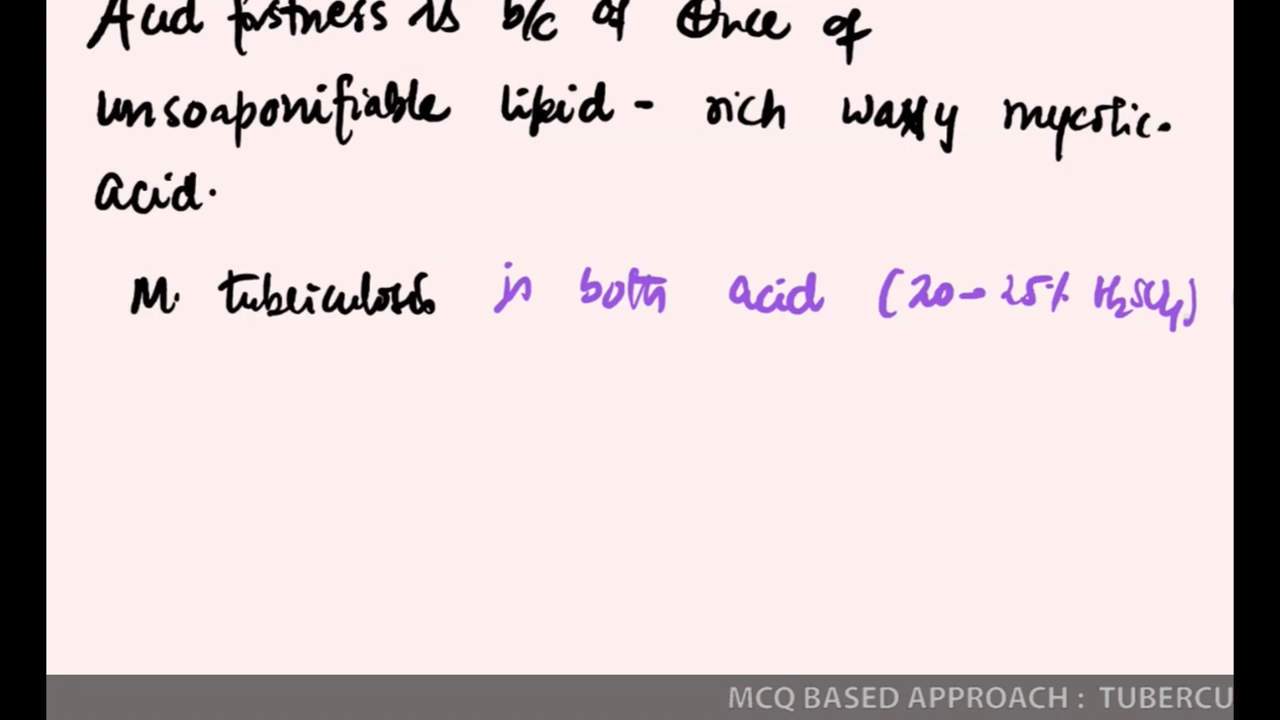 Acid fastness is b/c of ⊕nce of
unsoaponifiable lipid - rich waxy mycolic.
acid.
M. tuberculosis is both acid (20-25% H₂SO₄)
MCQ BASED APPROACH : TUBERCU